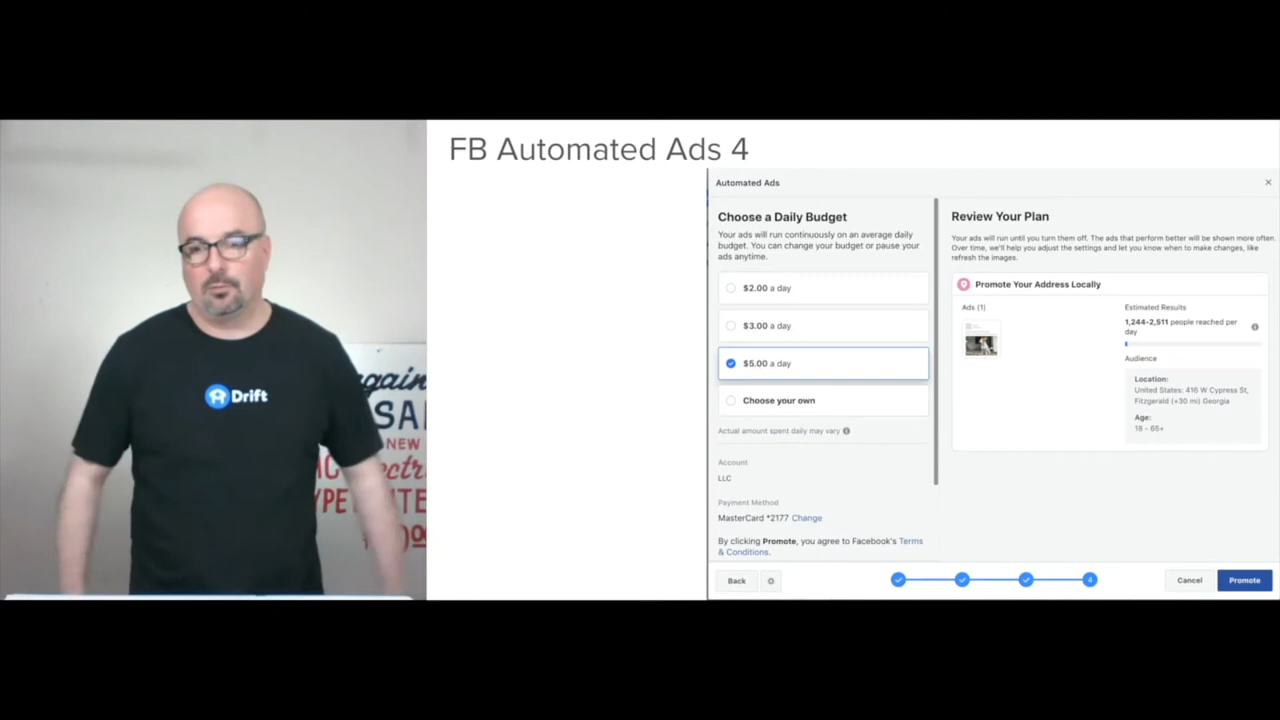 FB Automated Ads 4
Drift
again
SA
NEW
Automated Ads
Choose a Daily Budget
Your ads will run continuously on an average daily
budget. You can change your budget or pause your
ads anytime.
$2.00 a day
$3.00 a day
$5.00 a day
Choose your own
Actual amount spent daily may vary
Account
LLC
Payment Method
MasterCard *2177 Change
By clicking Promote, you agree to Facebook's Terms
& Conditions.
Review Your Plan
Your ads will run until you turn them off. The ads that perform better will be shown more often.
Over time, we'll help you adjust the settings and let you know when to make changes, like
refresh the images.
Promote Your Address Locally
Ads (1)
Estimated Results
1,244-2,511 people reached per
day
Audience
Location:
United States: 416 W Cypress St,
Fitzgerald (+30 mi) Georgia
Age:
18 - 65+
Back
4
Cancel
Promote